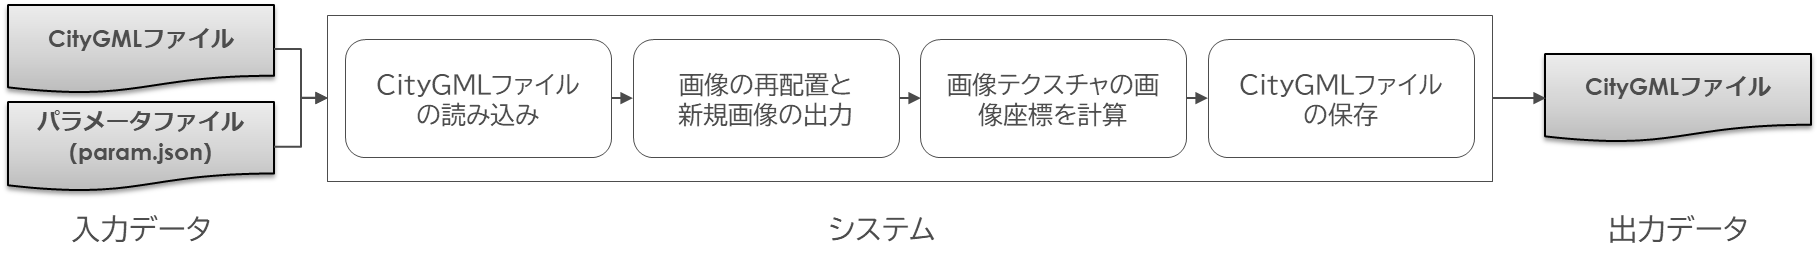 CityGMLファイル
パラメータファイル
(param.json)
入力データ
CityGMLファイル
の読み込み
画像の再配置と
新規画像の出力
画像テクスチャの画
像座標を計算
CityGMLファイル
の保存
システム
CityGMLファイル
出力データ